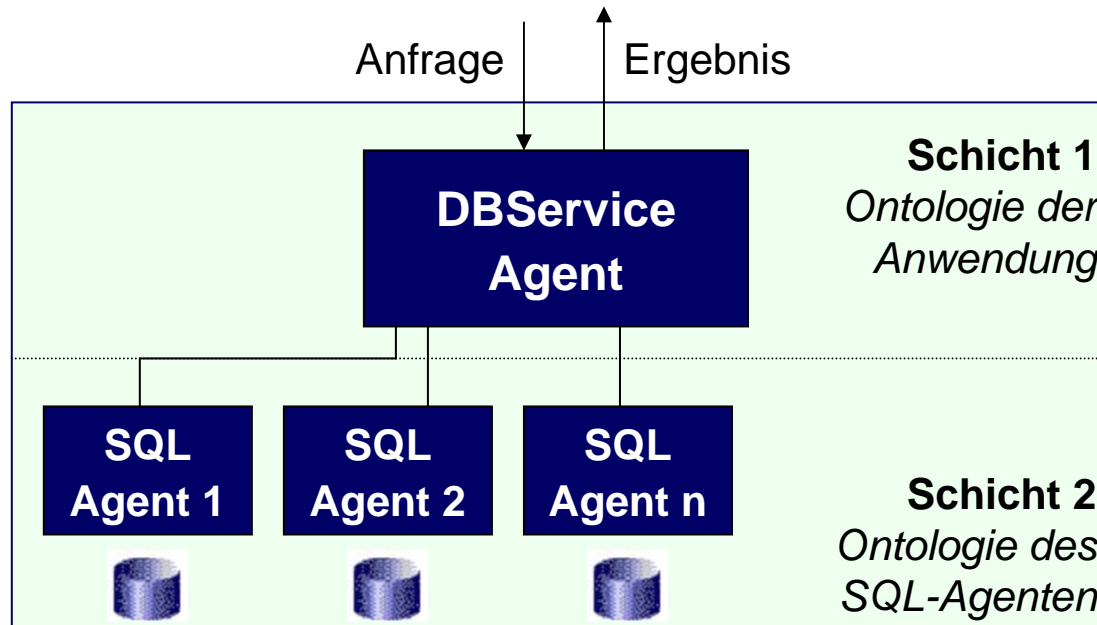 Anfrage
Ergebnis
Schicht 1
Ontologie der
Anwendung
DBService
Agent
SQL
Agent 1
SQL
Agent 2
SQL
Agent n
Schicht 2
Ontologie des
SQL-Agenten